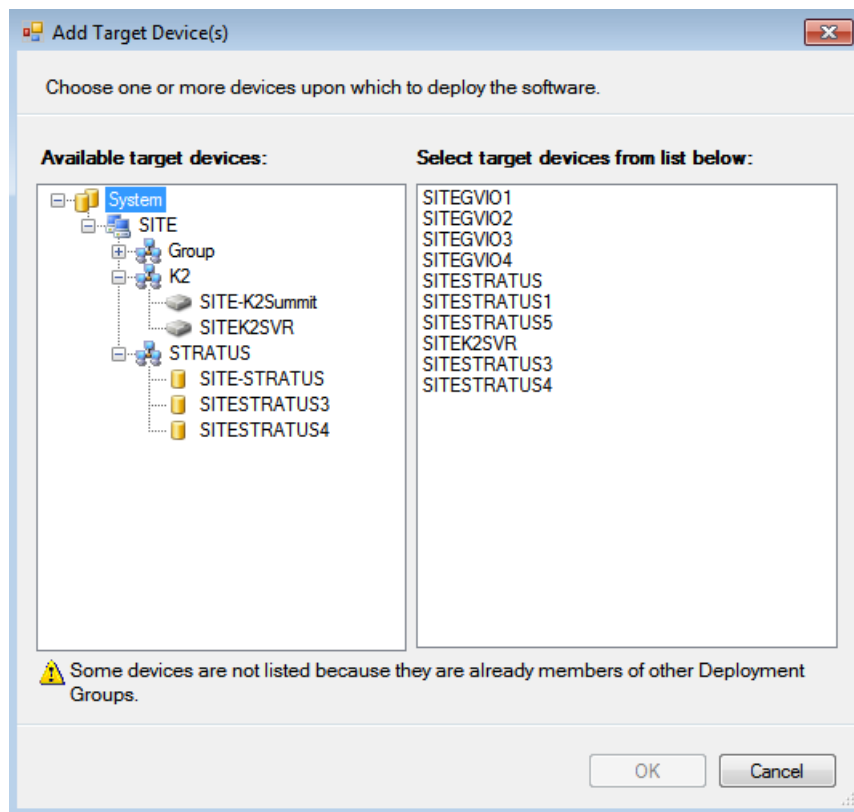 Add Target Device(s)
Choose one or more devices upon which to deploy the software.
Available target devices:
Select target devices from list below:
System
SITE
Group
K2
SITE-K2Summit
SITEK2SVR
STRATUS
SITE-STRATUS
SITESTRATUS3
SITESTRATUS4
SITEGVIO1
SITEGVIO2
SITEGVIO3
SITEGVIO4
SITESTRATUS
SITESTRATUS1
SITESTRATUS5
SITEK2SVR
SITESTRATUS3
SITESTRATUS4
Some devices are not listed because they are already members of other Deployment
Groups.
OK
Cancel